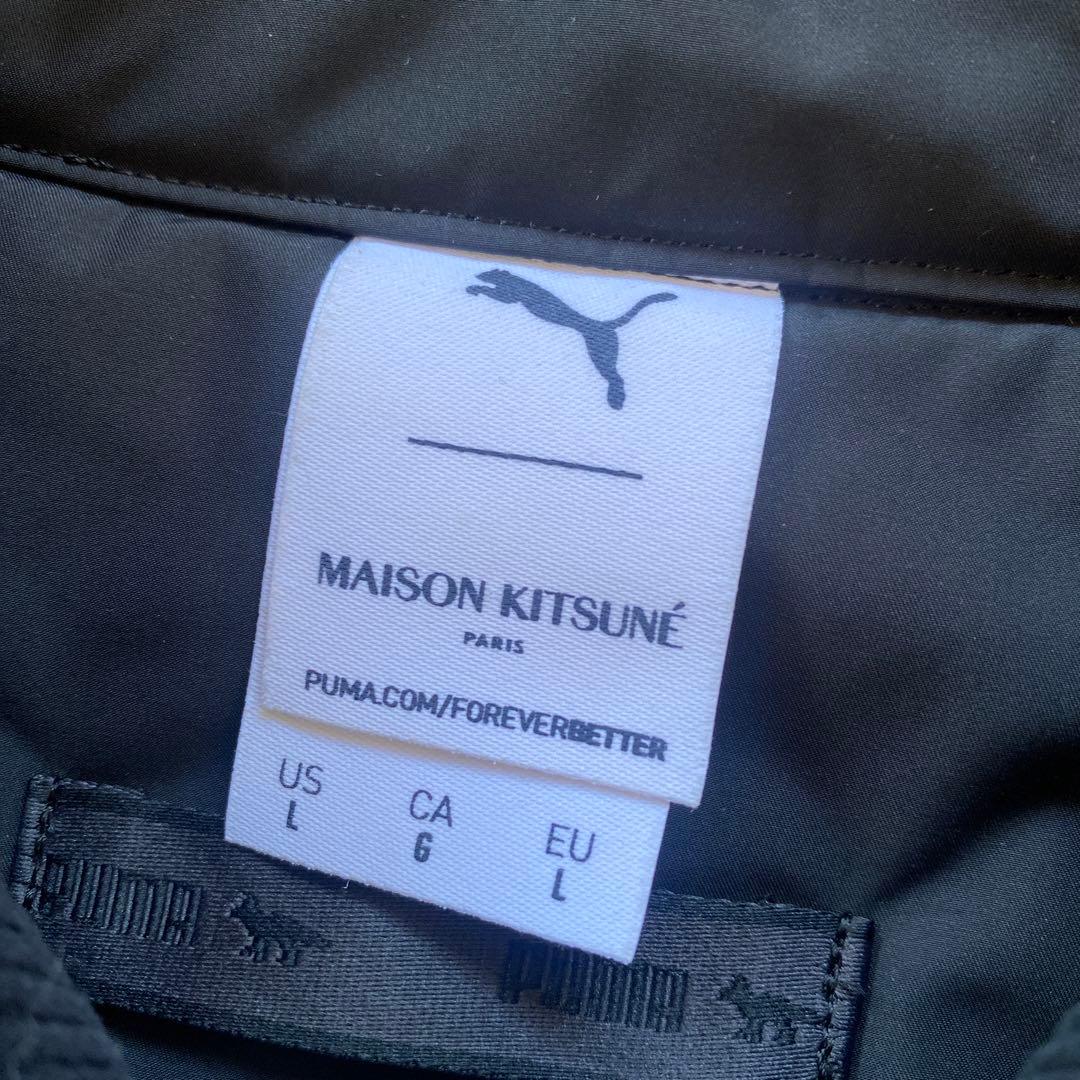 MAISON KITSUNÉ
PARIS
PUMA.COM/FOREVERBETTER
US CA EU
L G L
PUMA PUMA